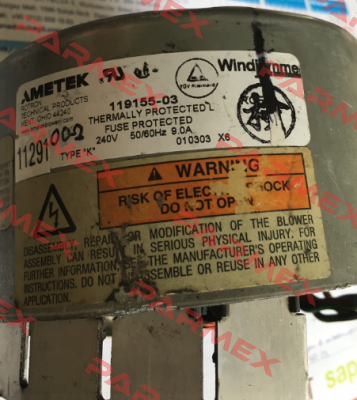 AMETEK
ROTRON
TECHNICAL PRODUCTS
KENT, OHIO 44240
119155-03
THERMALLY PROTECTED
FUSE PROTECTED
240V 50/60Hz 9.0A
010303 X6
TYPE "K"
WARNING
RISK OF ELECTRIC SHOCK
DO NOT OPEN
DISASSEMBLY, REPAIR OR MODIFICATION OF THE BLOWER
ASSEMBLY CAN RESULT IN SERIOUS PHYSICAL INJURY. FOR
FURTHER INFORMATION, SEE THE MANUFACTURER'S OPERATING
INSTRUCTIONS. DO NOT DISASSEMBLE OR REUSE IN ANY OTHER
APPLICATION.
PARMEX